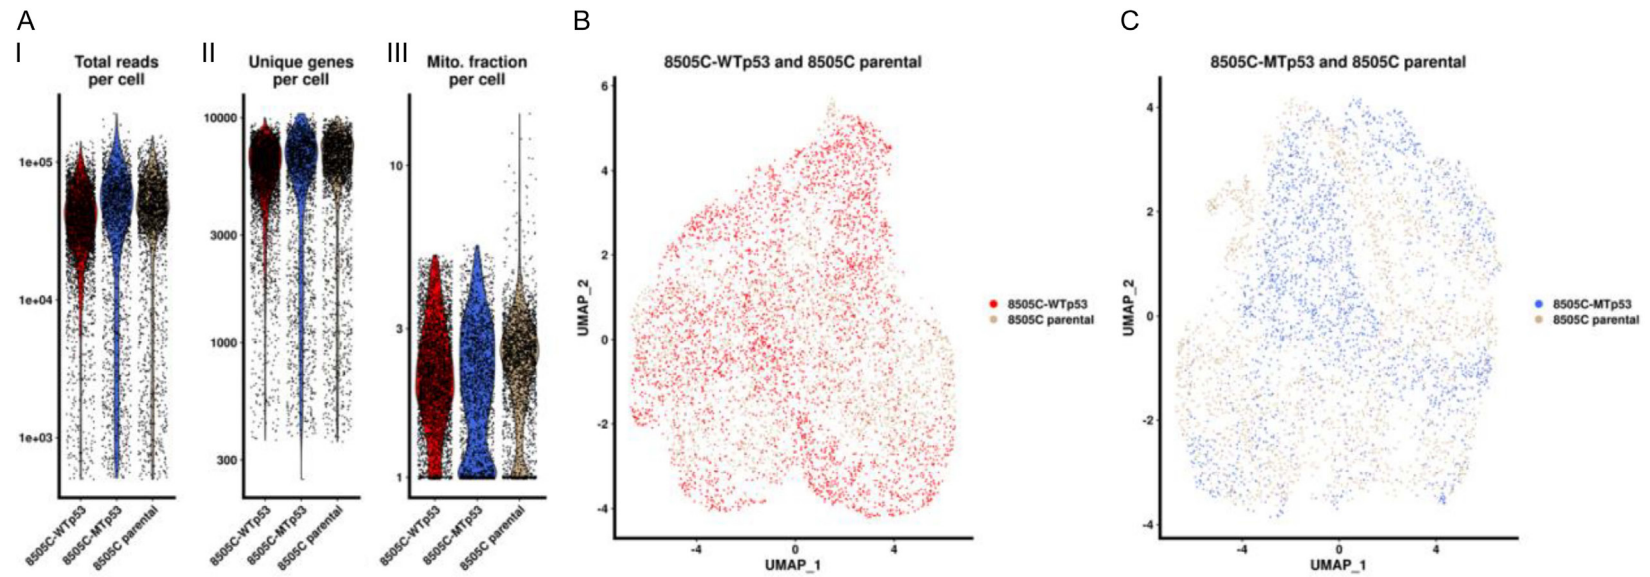 A
B
C
I
II
III
Total reads
per cell
Unique genes
per cell
Mito. fraction
per cell
1e+05
1e+04
1e+03
10000
3000
1000
300
10
3
1
8505C-WTp53
8505C-MTp53
8505C parental
8505C-WTp53
8505C-MTp53
8505C parental
8505C-WTp53
8505C-MTp53
8505C parental
8505C-WTp53 and 8505C parental
UMAP_2
6
4
2
0
-2
-4
-4
0
4
UMAP_1
8505C-WTp53
8505C parental
8505C-MTp53 and 8505C parental
UMAP_2
4
2
0
-2
-4
-4
0
4
UMAP_1
8505C-MTp53
8505C parental